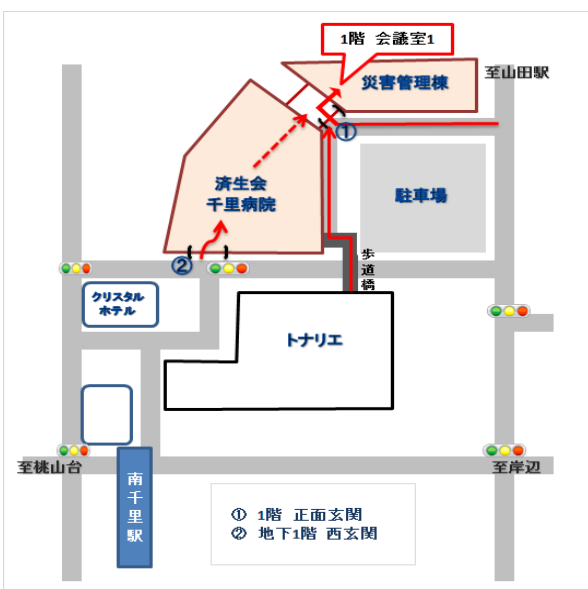 1階 会議室1
災害管理棟
至山田駅
①
済生会
千里病院
駐車場
②
歩道橋
クリスタル
ホテル
トナリエ
至桃山台
至岸辺
南千里駅
① 1階 正面玄関
② 地下1階 西玄関